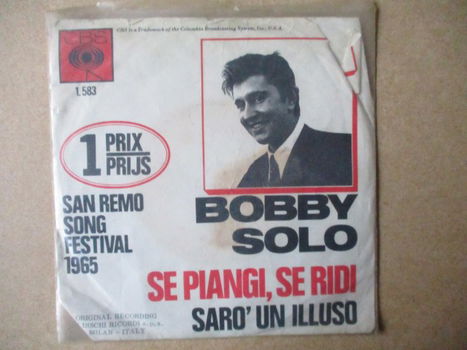 CBS is a Trademark of the Columbia Broadcasting System, Inc., U.S.A.
CBS
1.583
1 PRIX
PRIJS
SAN REMO
SONG
FESTIVAL
1965
BOBBY
SOLO
SE PIANGI, SE RIDI
SARO' UN ILLUSO
ORIGINAL RECORDING
DISCHI RICORDI s.p.a.
MILAN - ITALY